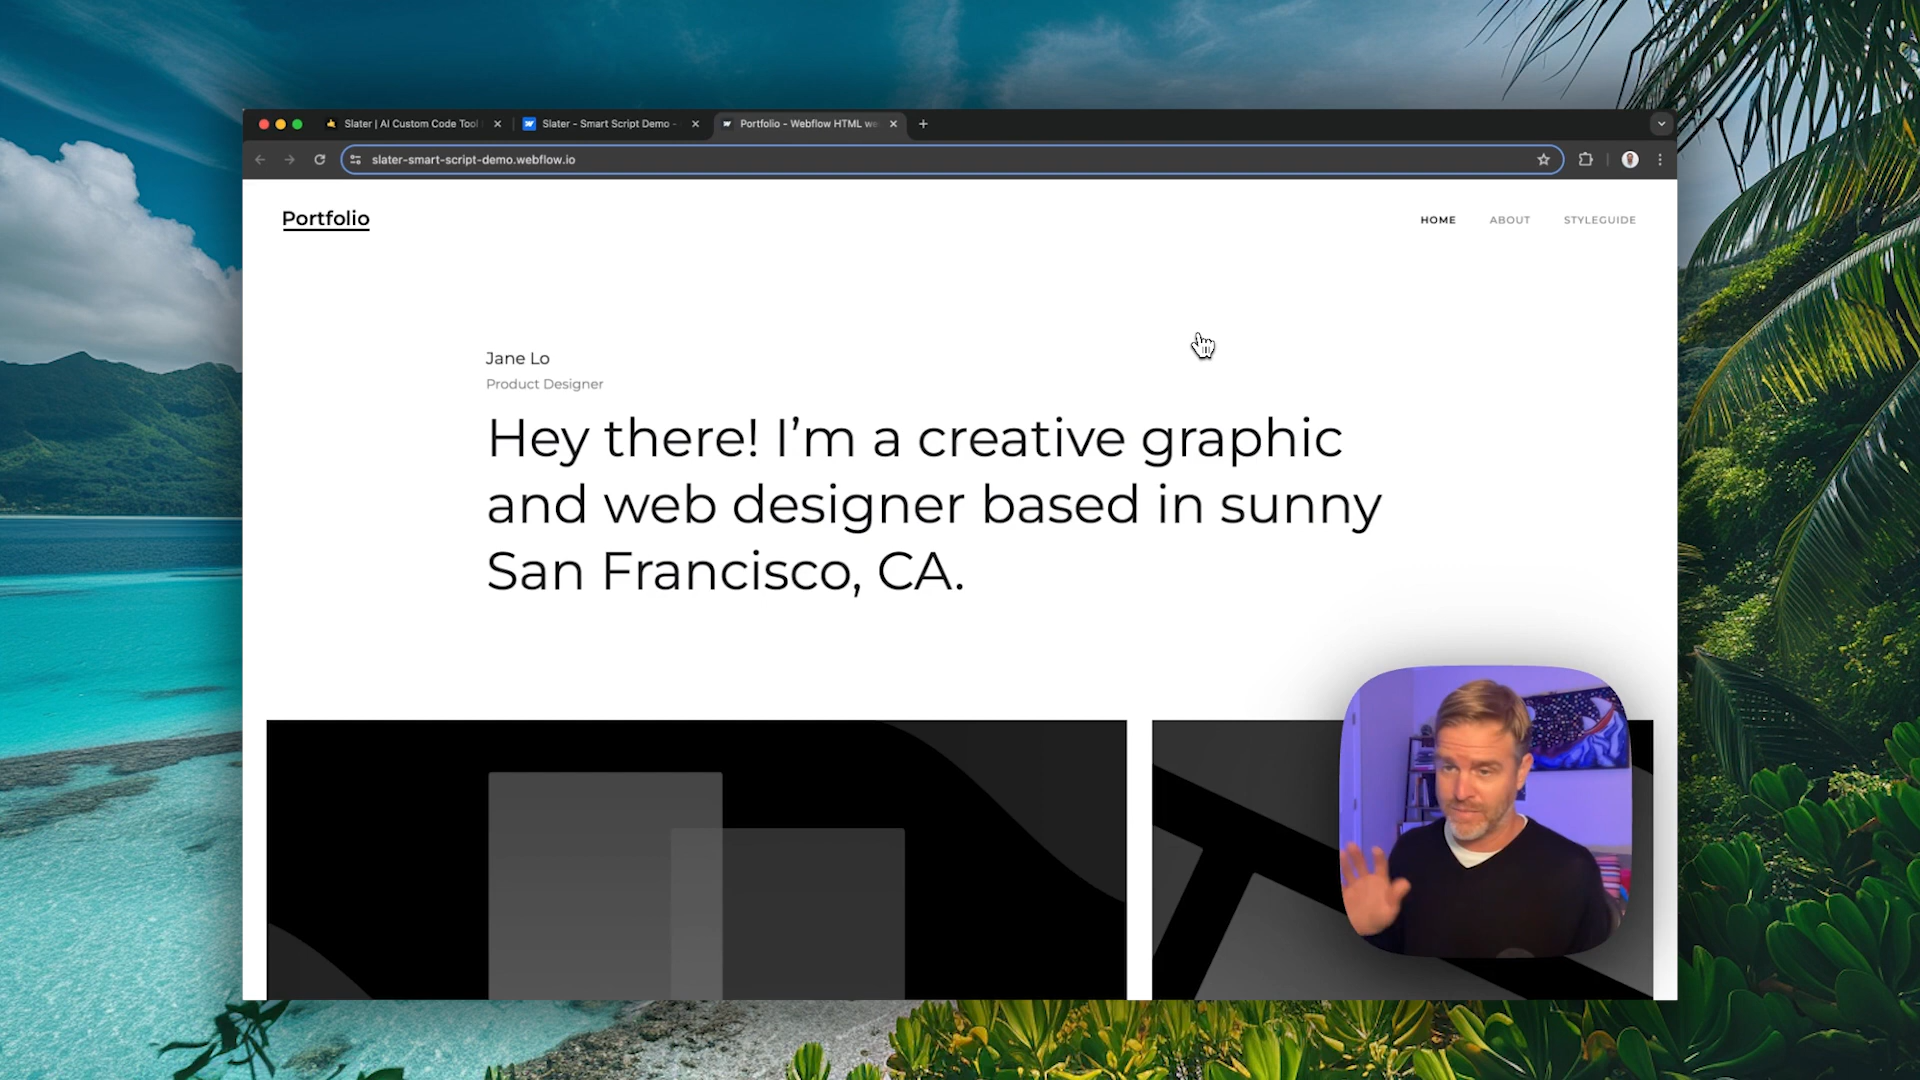 Slater | AI Custom Code Tool
Slater - Smart Script Demo -
Portfolio - Webflow HTML we
slater-smart-script-demo.webflow.io
Portfolio
HOME
ABOUT
STYLEGUIDE
Jane Lo
Product Designer
Hey there! I’m a creative graphic
and web designer based in sunny
San Francisco, CA.